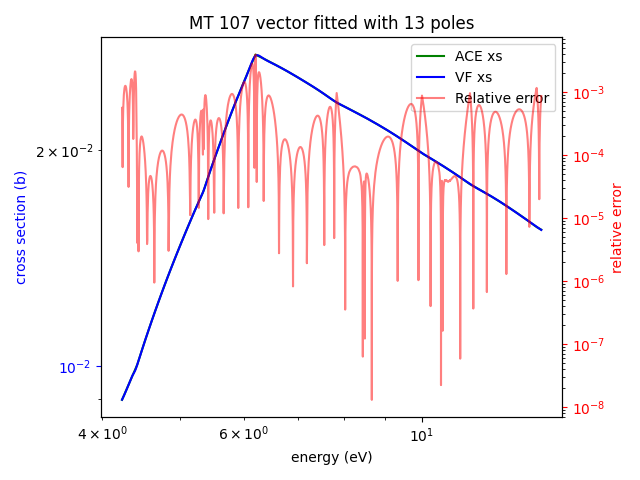 MT 107 vector fitted with 13 poles
ACE xs
VF xs
Relative error
cross section (b)
2 × 10⁻²
10⁻²
10⁻³
10⁻⁴
10⁻⁵
10⁻⁶
10⁻⁷
10⁻⁸
relative error
4 × 10⁰
6 × 10⁰
10¹
energy (eV)